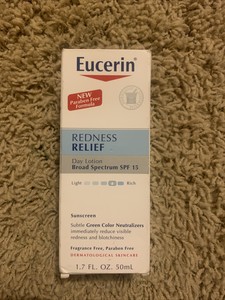 Eucerin®
NEW
Paraben Free
Formula
REDNESS
RELIEF
Day Lotion
Broad Spectrum SPF 15
Light Rich
Sunscreen
Subtle Green Color Neutralizers
immediately reduce visible
redness and blotchiness
Fragrance Free, Paraben Free
DERMATOLOGICAL SKINCARE
1.7 FL. OZ. 50mL